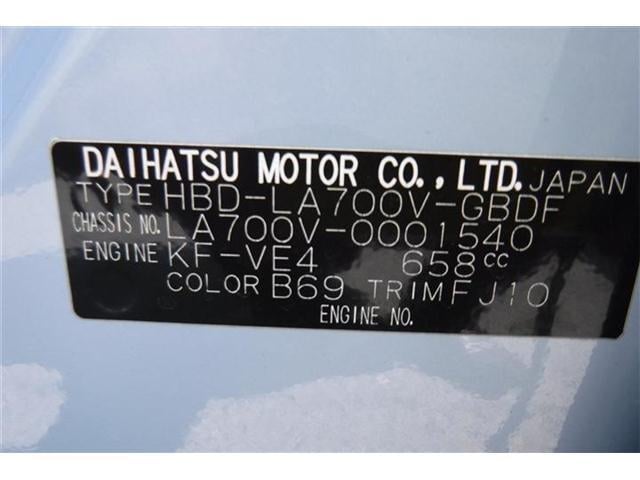 DAIHATSU MOTOR CO., LTD. JAPAN
TYPE HBD-LA700V-GBDF
CHASSIS NO. LA700V-0001540
ENGINE KF-VE4 658CC
COLOR B69 TRIM FJ10
ENGINE NO.